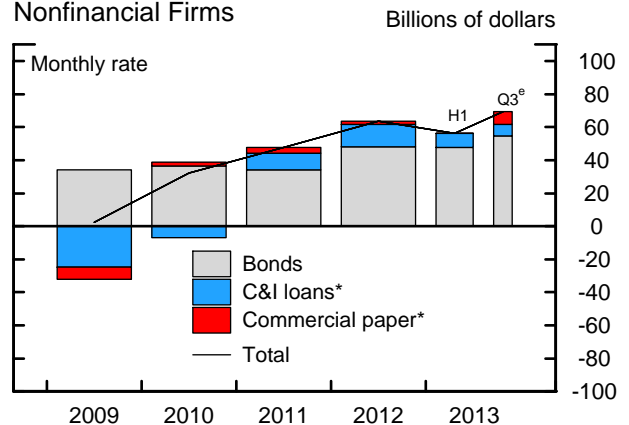 Nonfinancial Firms
Billions of dollars
Monthly rate
100
80
60
40
20
0
-20
-40
-60
-80
-100
H1
Q3e
Bonds
C&I loans*
Commercial paper*
Total
2009 2010 2011 2012 2013